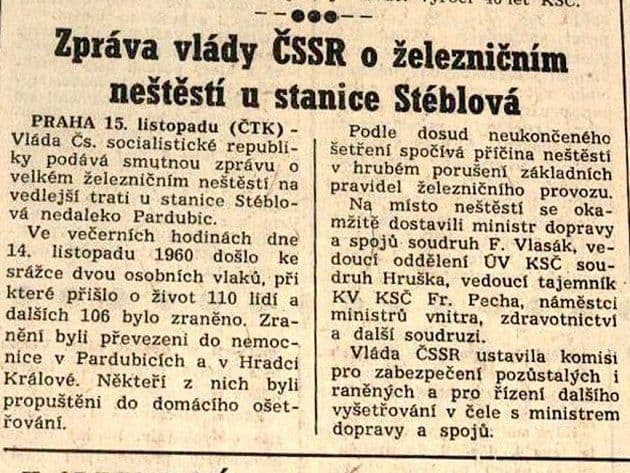 40 let KSČ.
Zpráva vlády ČSSR o železničním
neštěstí u stanice Stéblová
PRAHA 15. listopadu (ČTK) -
Vláda Čs. socialistické republi-
ky podává smutnou zprávu o
velkém železničním neštěstí na
vedlejší trati u stanice Stéblo-
vá nedaleko Pardubic.
Ve večerních hodinách dne
14. listopadu 1960 došlo ke
srážce dvou osobních vlaků, při
které přišlo o život 110 lidí a
dalších 106 bylo zraněno. Zra-
nění byli převezeni do nemoc-
nice v Pardubicích a v Hradci
Králové. Někteří z nich byli
propuštěni do domácího ošet-
řování.
Podle dosud neukončeného
šetření spočívá příčina neštěstí
v hrubém porušení základních
pravidel železničního provozu.
Na místo neštěstí se oka-
mžitě dostavili ministr dopravy
a spojů soudruh F. Vlasák, ve-
doucí oddělení ÚV KSČ sou-
druh Hruška, vedoucí tajemník
KV KSČ Fr. Pecha, náměstci
ministrů vnitra, zdravotnictví
a další soudruzi.
Vláda ČSSR ustavila komisi
pro zabezpečení pozůstalých i
raněných a pro řízení dalšího
vyšetřování v čele s ministrem
dopravy a spojů.